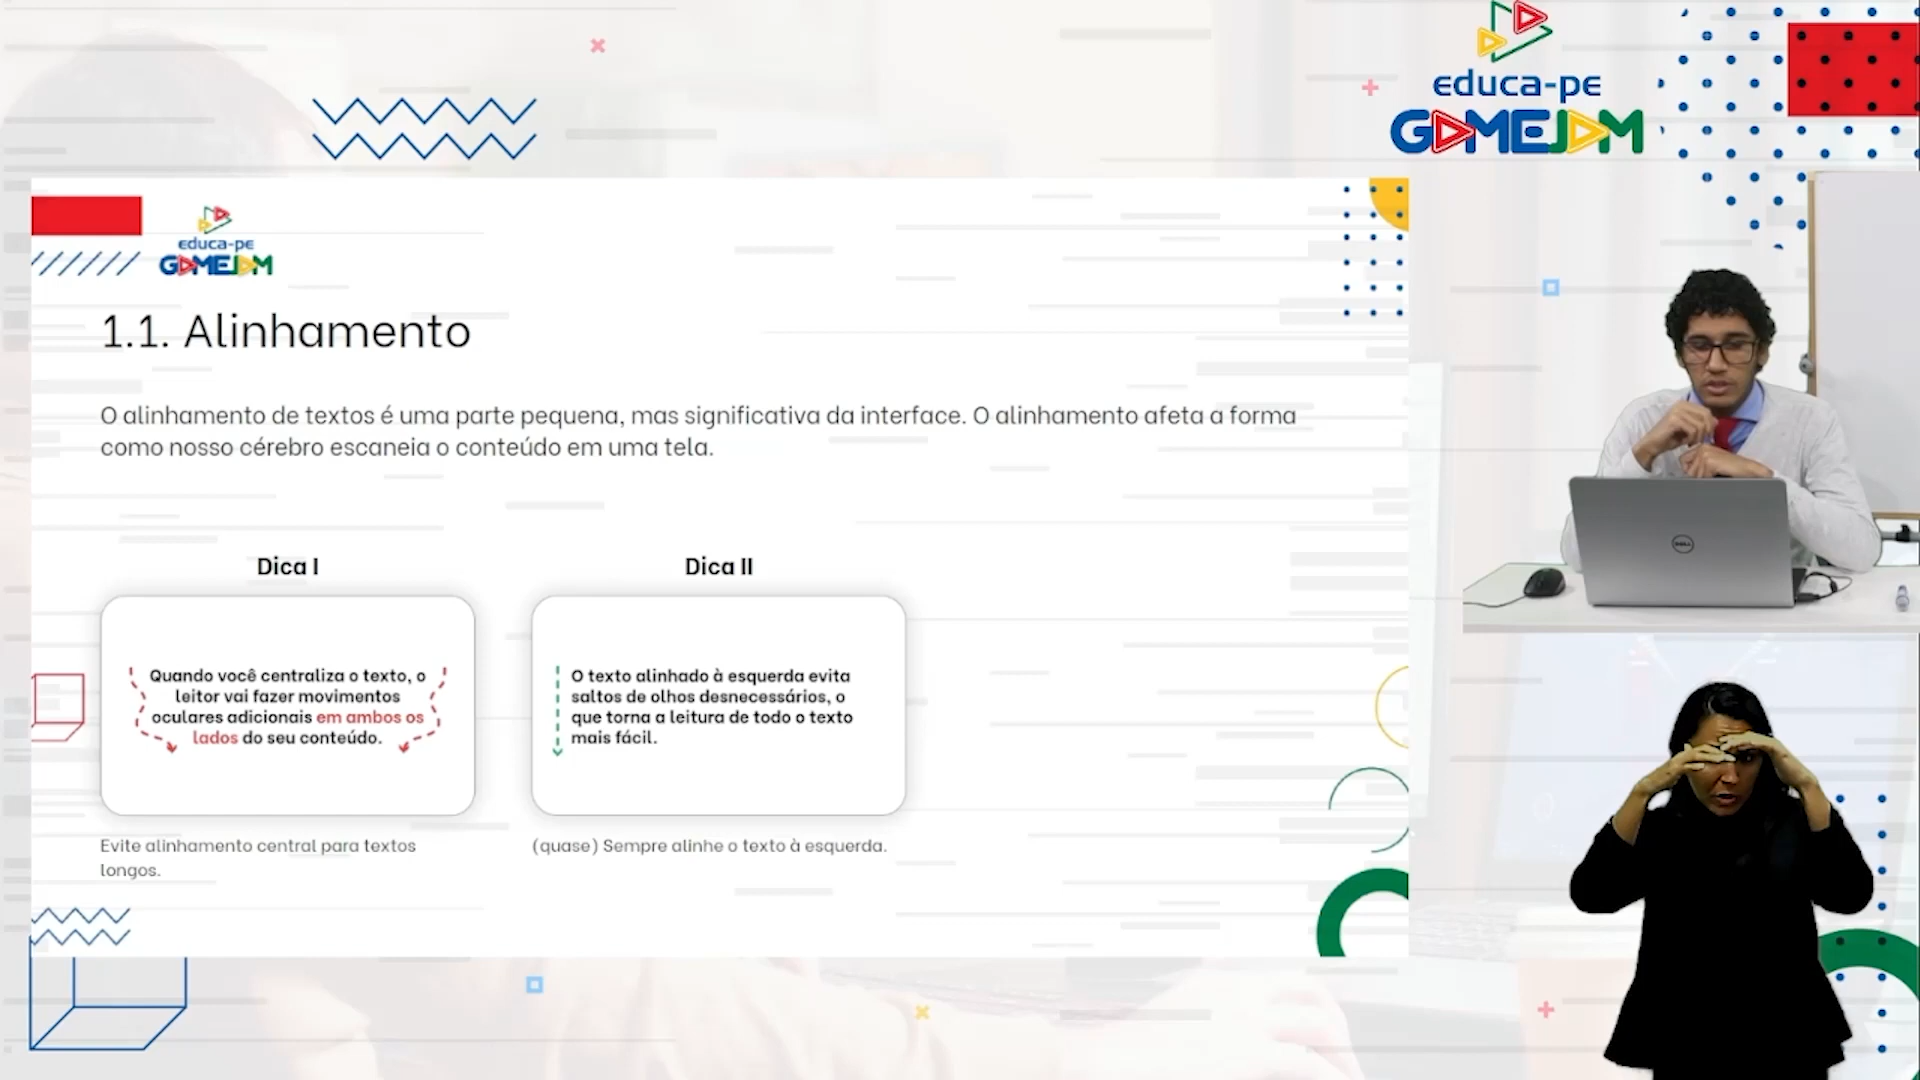 educa-pe
GAMEJAM
educa-pe
GAMEJAM
1.1. Alinhamento
O alinhamento de textos é uma parte pequena, mas significativa da interface. O alinhamento afeta a forma
como nosso cérebro escaneia o conteúdo em uma tela.
Dica I
Quando você centraliza o texto, o
leitor vai fazer movimentos
oculares adicionais em ambos os
lados do seu conteúdo.
Evite alinhamento central para textos
longos.
Dica II
O texto alinhado à esquerda evita
saltos de olhos desnecessários, o
que torna a leitura de todo o texto
mais fácil.
(quase) Sempre alinhe o texto à esquerda.
DELL